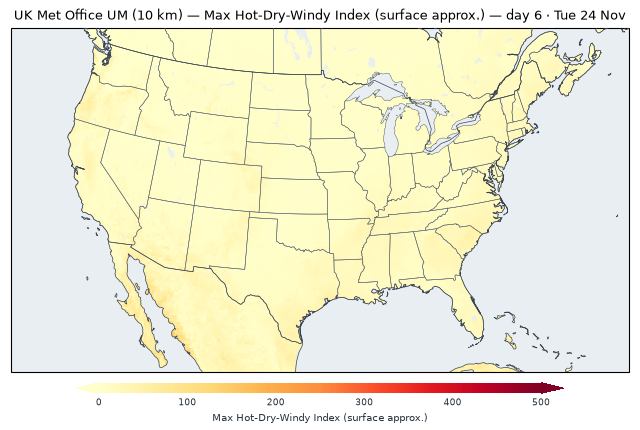 UK Met Office UM (10 km) — Max Hot-Dry-Windy Index (surface approx.) — day 6 · Tue 24 Nov
0 100 200 300 400 500
Max Hot-Dry-Windy Index (surface approx.)